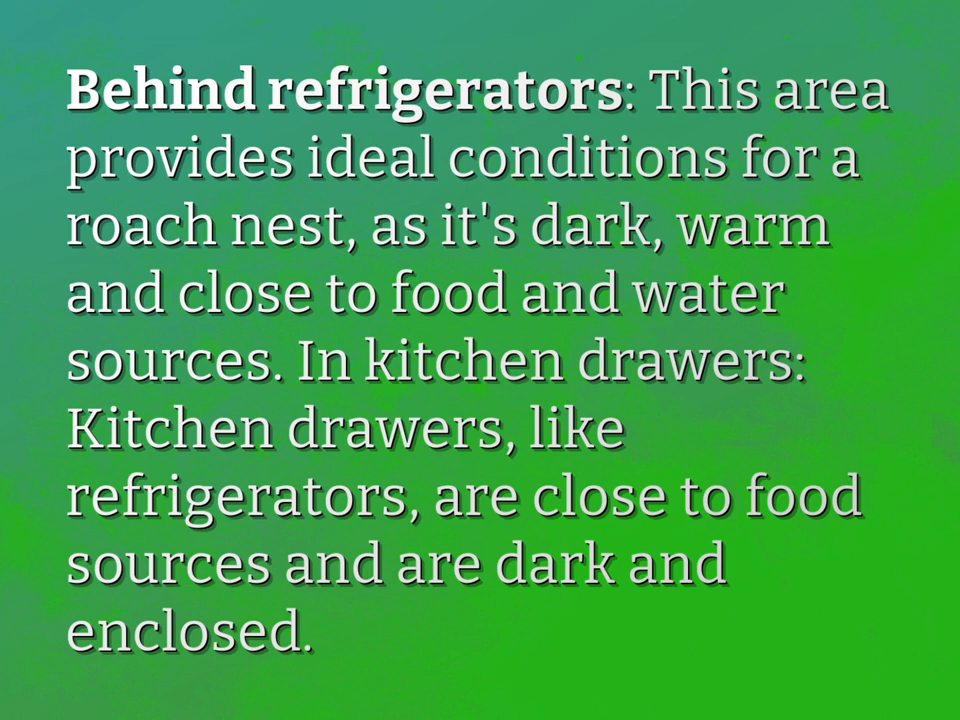 Behind refrigerators: This area
provides ideal conditions for a
roach nest, as it's dark, warm
and close to food and water
sources. In kitchen drawers:
Kitchen drawers, like
refrigerators, are close to food
sources and are dark and
enclosed.